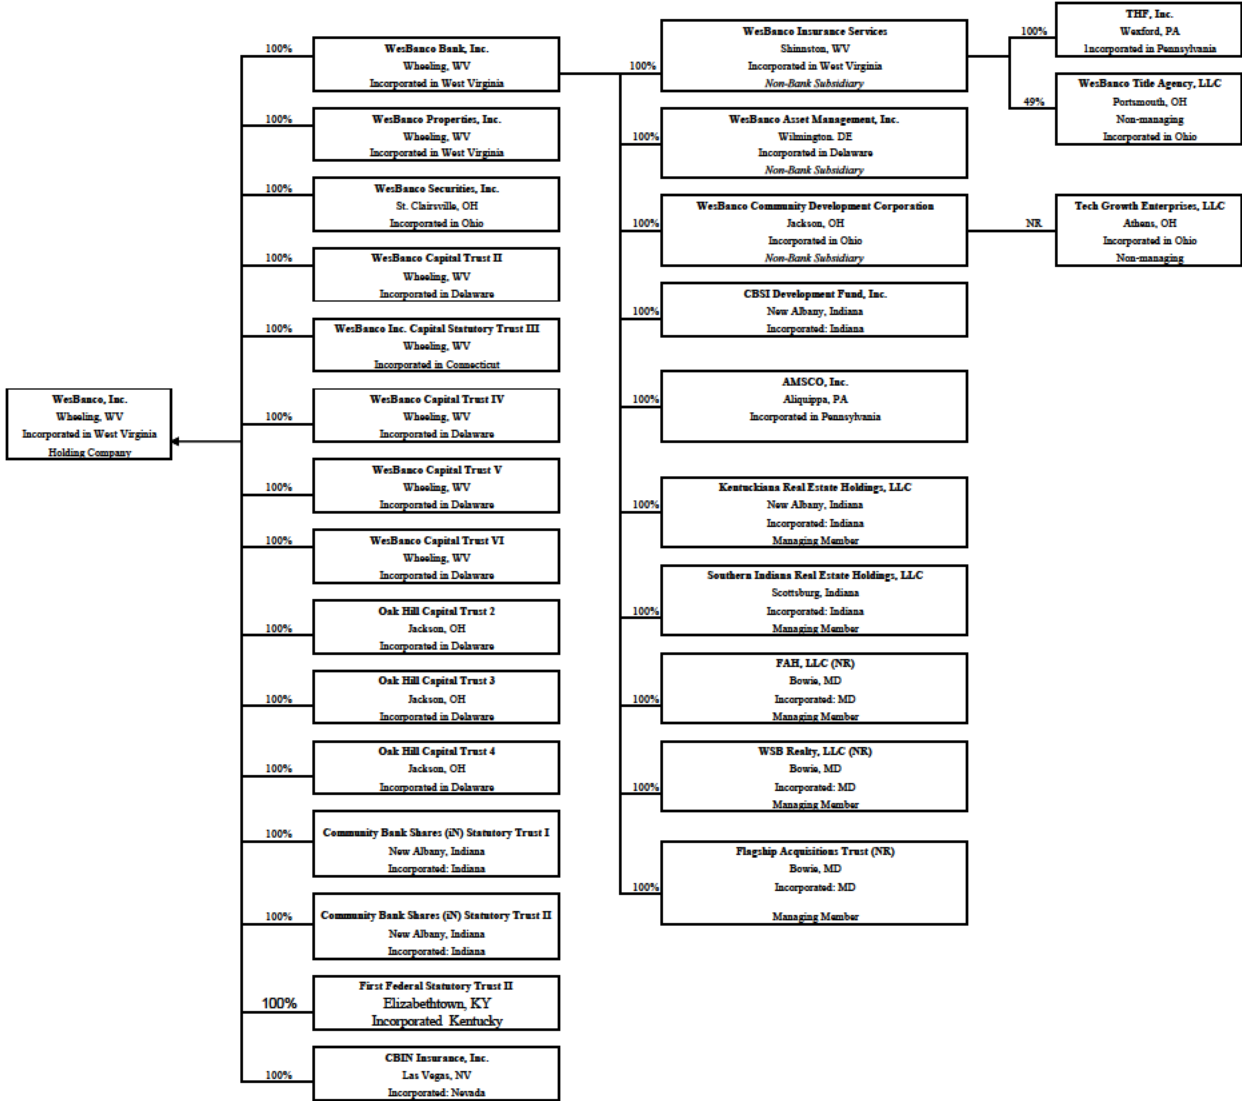 WesBanco, Inc.
Wheeling, WV
Incorporated in West Virginia
Holding Company
100%
WesBanco Bank, Inc.
Wheeling, WV
Incorporated in West Virginia
100%
WesBanco Properties, Inc.
Wheeling, WV
Incorporated in West Virginia
100%
WesBanco Securities, Inc.
St. Clairsville, OH
Incorporated in Ohio
100%
WesBanco Capital Trust II
Wheeling, WV
Incorporated in Delaware
100%
WesBanco Inc. Capital Statutory Trust III
Wheeling, WV
Incorporated in Connecticut
100%
WesBanco Capital Trust IV
Wheeling, WV
Incorporated in Delaware
100%
WesBanco Capital Trust V
Wheeling, WV
Incorporated in Delaware
100%
WesBanco Capital Trust VI
Wheeling, WV
Incorporated in Delaware
100%
Oak Hill Capital Trust 2
Jackson, OH
Incorporated in Delaware
100%
Oak Hill Capital Trust 3
Jackson, OH
Incorporated in Delaware
100%
Oak Hill Capital Trust 4
Jackson, OH
Incorporated in Delaware
100%
Community Bank Shares (iN) Statutory Trust I
New Albany, Indiana
Incorporated: Indiana
100%
Community Bank Shares (iN) Statutory Trust II
New Albany, Indiana
Incorporated: Indiana
100%
First Federal Statutory Trust II
Elizabethtown, KY
Incorporated Kentucky
100%
CBIN Insurance, Inc.
Las Vegas, NV
Incorporated: Nevada
100%
WesBanco Insurance Services
Shinnston, WV
Incorporated in West Virginia
Non-Bank Subsidiary
100%
WesBanco Asset Management, Inc.
Wilmington. DE
Incorporated in Delaware
Non-Bank Subsidiary
100%
WesBanco Community Development Corporation
Jackson, OH
Incorporated in Ohio
Non-Bank Subsidiary
100%
CBSI Development Fund, Inc.
New Albany, Indiana
Incorporated: Indiana
100%
AMSCO, Inc.
Aliquippa, PA
Incorporated in Pennsylvania
100%
Kentuckiana Real Estate Holdings, LLC
New Albany, Indiana
Incorporated: Indiana
Managing Member
100%
Southern Indiana Real Estate Holdings, LLC
Scottsburg, Indiana
Incorporated: Indiana
Managing Member
100%
FAH, LLC (NR)
Bowie, MD
Incorporated: MD
Managing Member
100%
WSB Realty, LLC (NR)
Bowie, MD
Incorporated: MD
Managing Member
100%
Flagship Acquisitions Trust (NR)
Bowie, MD
Incorporated: MD
Managing Member
100%
THF, Inc.
Wexford, PA
Incorporated in Pennsylvania
49%
WesBanco Title Agency, LLC
Portsmouth, OH
Non-managing
Incorporated in Ohio
NR
Tech Growth Enterprises, LLC
Athens, OH
Incorporated in Ohio
Non-managing